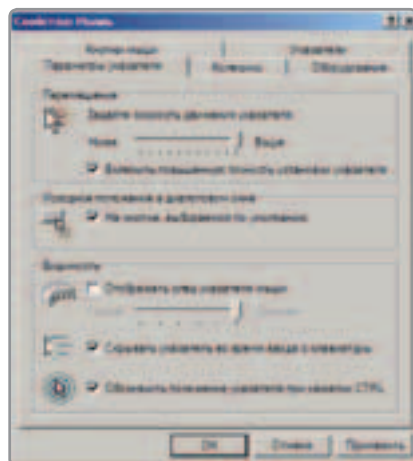 Свойства: Мышь
Кнопки мыши
Указатели
Параметры указателя
Колесико
Оборудование
Перемещение
Задайте скорость движения указателя
Ниже
Выше
Включить повышенную точность установки указателя
Исходное положение в диалоговом окне
На кнопке, выбранной по умолчанию
Видимость
Отображать след указателя мыши
Скрывать указатель во время ввода с клавиатуры
Обозначить положение указателя при нажатии CTRL
ОК
Отмена
Применить